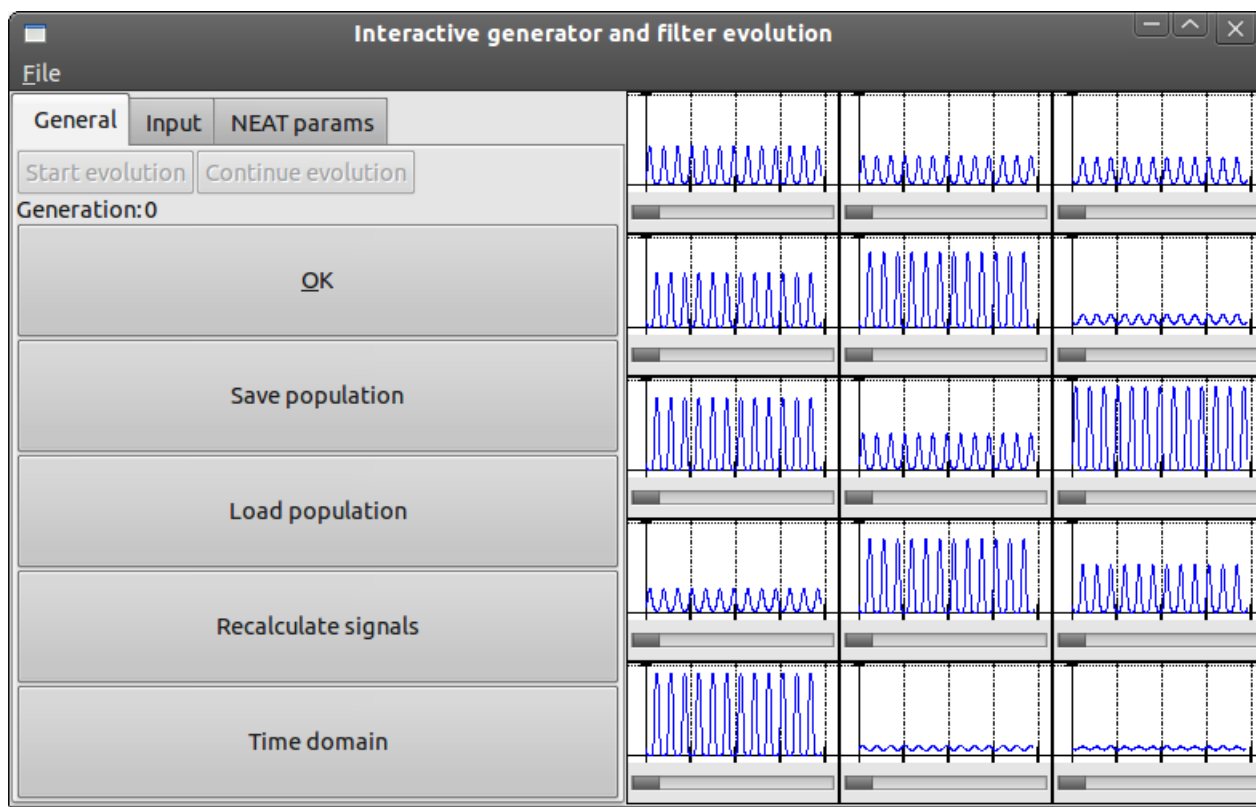 Interactive generator and filter evolution
File
General Input NEAT params
Start evolution Continue evolution
Generation:0
OK
Save population
Load population
Recalculate signals
Time domain